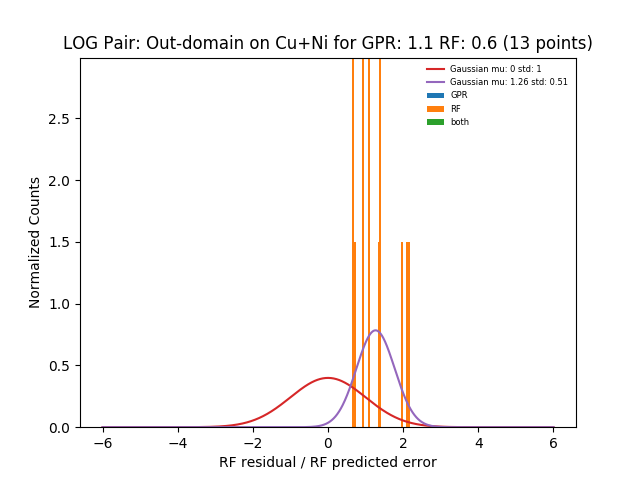 LOG Pair: Out-domain on Cu+Ni for GPR: 1.1 RF: 0.6 (13 points)
Gaussian mu: 0 std: 1
Gaussian mu: 1.26 std: 0.51
GPR
RF
both
Normalized Counts
2.5
2.0
1.5
1.0
0.5
0.0
−6 −4 −2 0 2 4 6
RF residual / RF predicted error